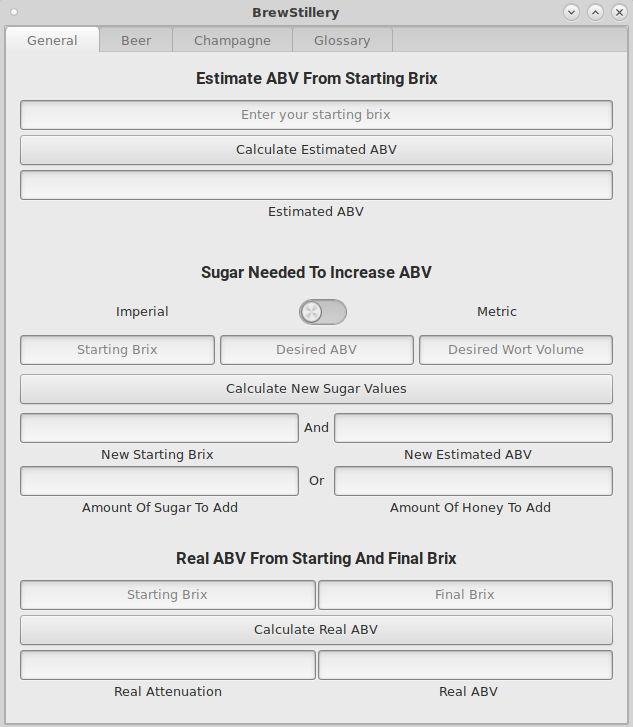 BrewStillery
General Beer Champagne Glossary
Estimate ABV From Starting Brix
Enter your starting brix
Calculate Estimated ABV
Estimated ABV
Sugar Needed To Increase ABV
Imperial Metric
Starting Brix Desired ABV Desired Wort Volume
Calculate New Sugar Values
And
New Starting Brix New Estimated ABV
Or
Amount Of Sugar To Add Amount Of Honey To Add
Real ABV From Starting And Final Brix
Starting Brix Final Brix
Calculate Real ABV
Real Attenuation Real ABV